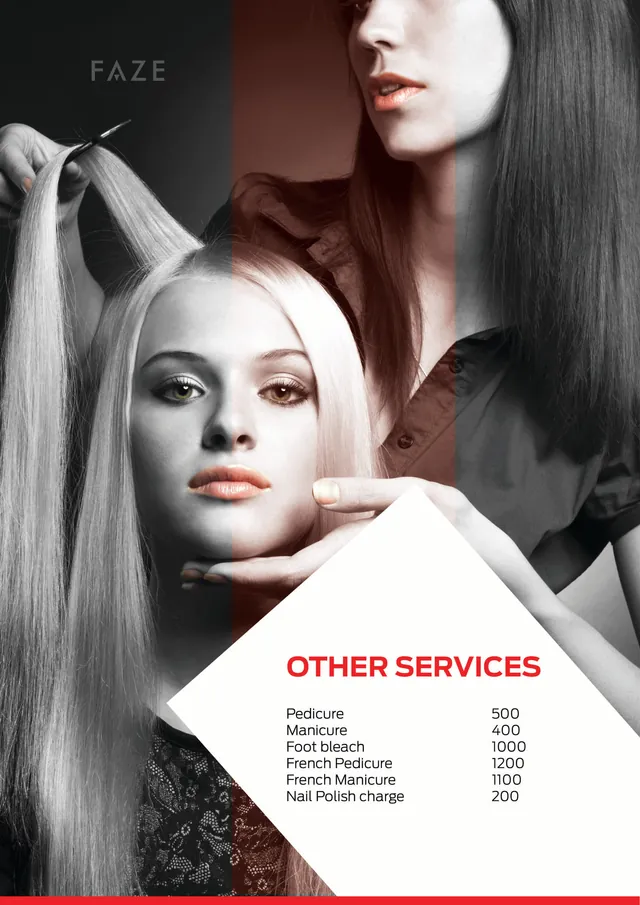 FAZE
OTHER SERVICES
Pedicure 500
Manicure 400
Foot bleach 1000
French Pedicure 1200
French Manicure 1100
Nail Polish charge 200